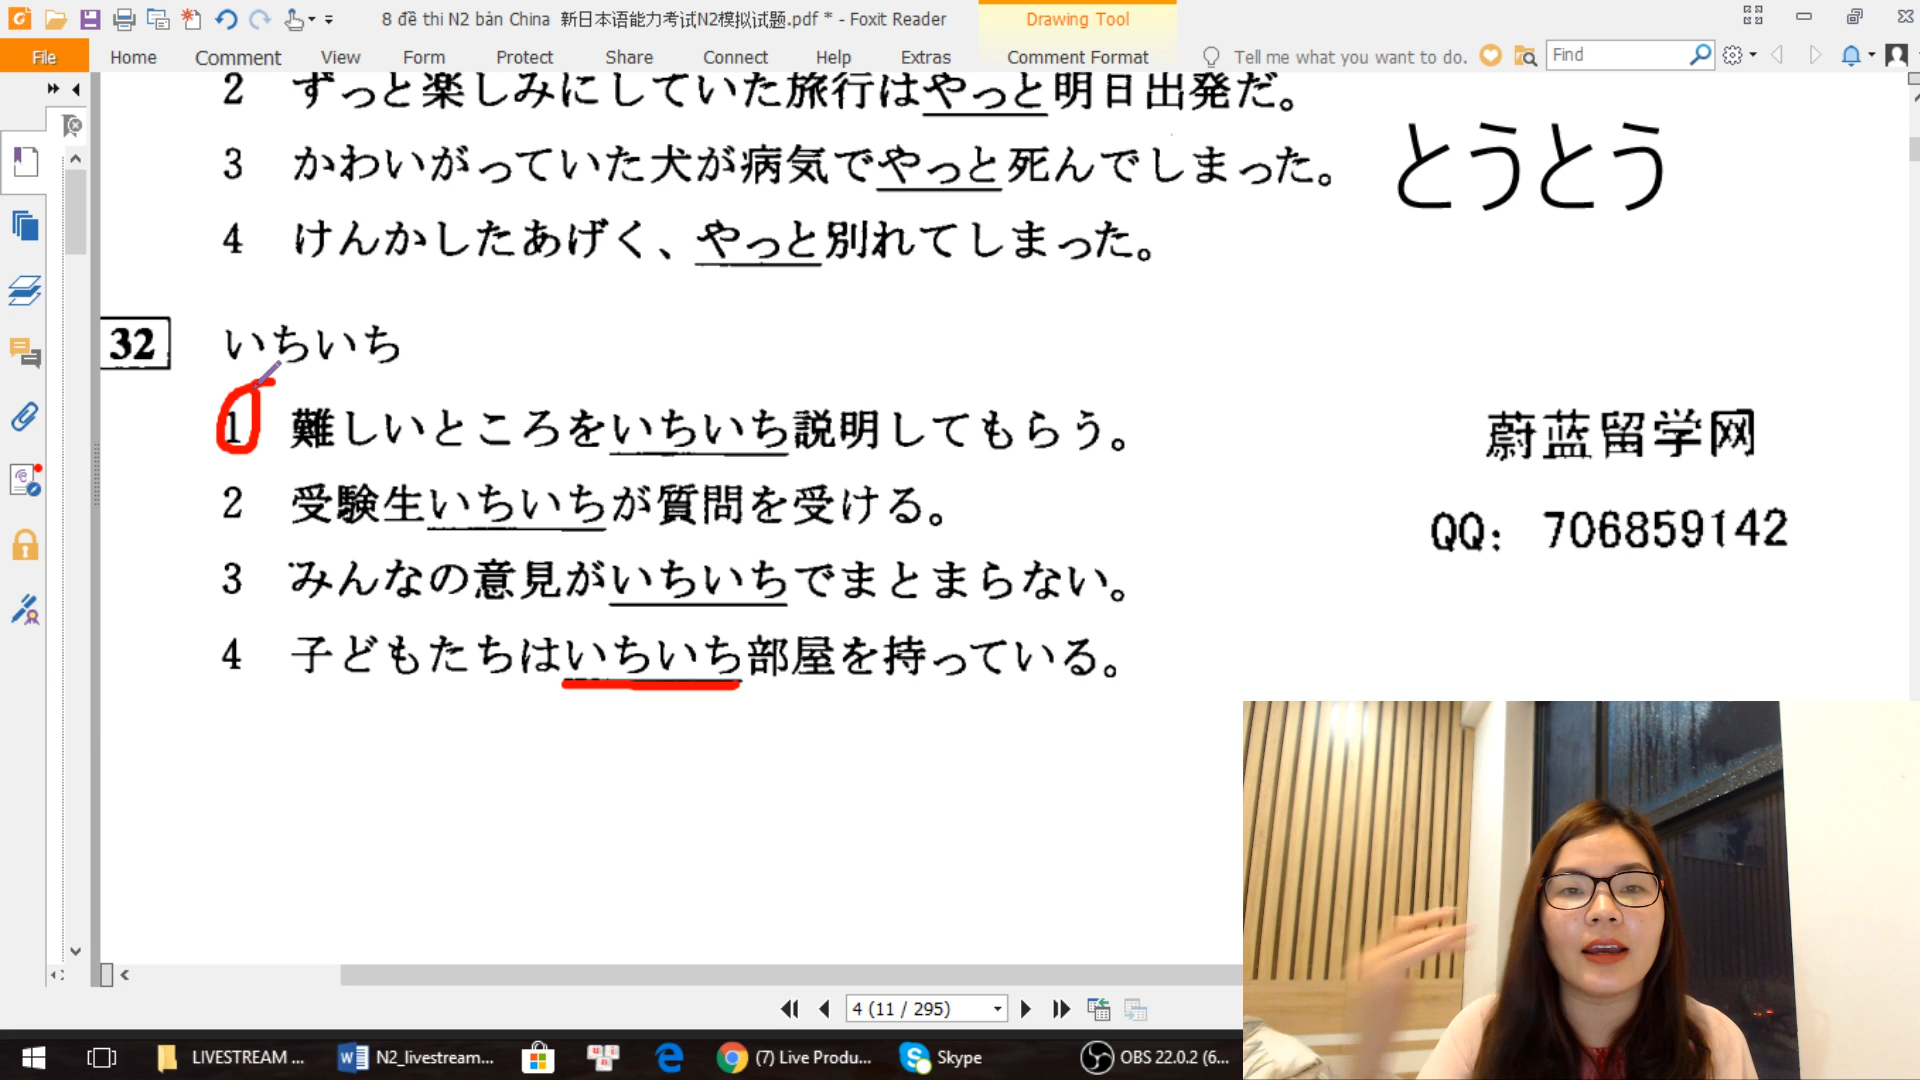 8 đề thi N2 bản China 新日本语能力考试N2模拟试题.pdf * - Foxit Reader
Drawing Tool
File Home Comment View Form Protect Share Connect Help Extras Comment Format Tell me what you want to do. Find
2 ずっと楽しみにしていた旅行はやっと明日出発だ。
3 かわいがっていた犬が病気でやっと死んでしまった。
4 けんかしたあげく、やっと別れてしまった。
とうとう
32 いちいち
1 難しいところをいちいち説明してもらう。
2 受験生いちいちが質問を受ける。
3 みんなの意見がいちいちでまとまらない。
4 子どもたちはいちいち部屋を持っている。
蔚蓝留学网
QQ: 706859142
4 (11 / 295)
LIVESTREAM ... N2_livestream... (7) Live Produ... Skype OBS 22.0.2 (6...